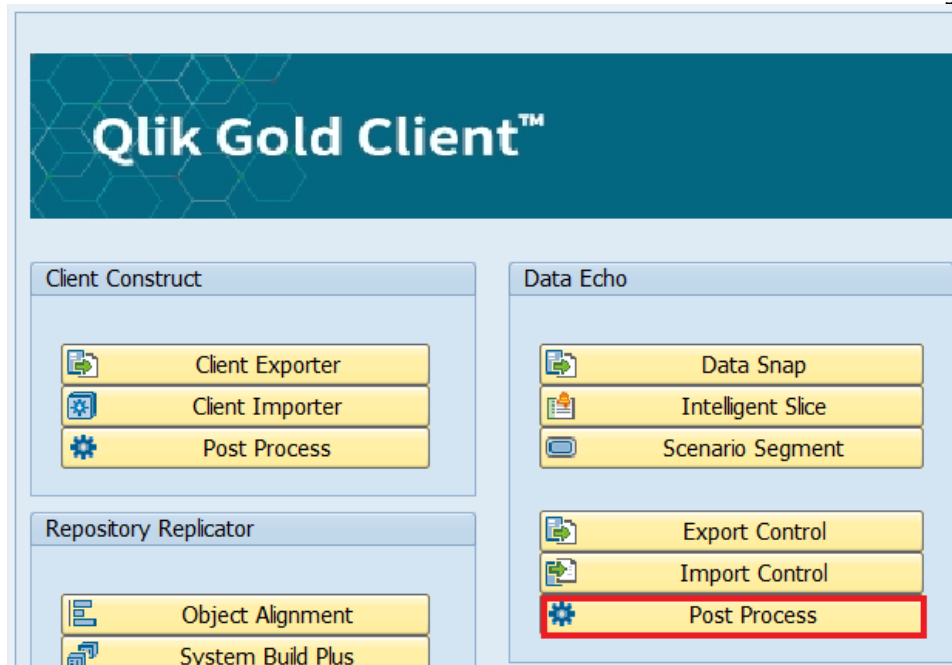 Qlik Gold Client™
Client Construct
Client Exporter
Client Importer
Post Process
Repository Replicator
Object Alignment
System Build Plus
Data Echo
Data Snap
Intelligent Slice
Scenario Segment
Export Control
Import Control
Post Process